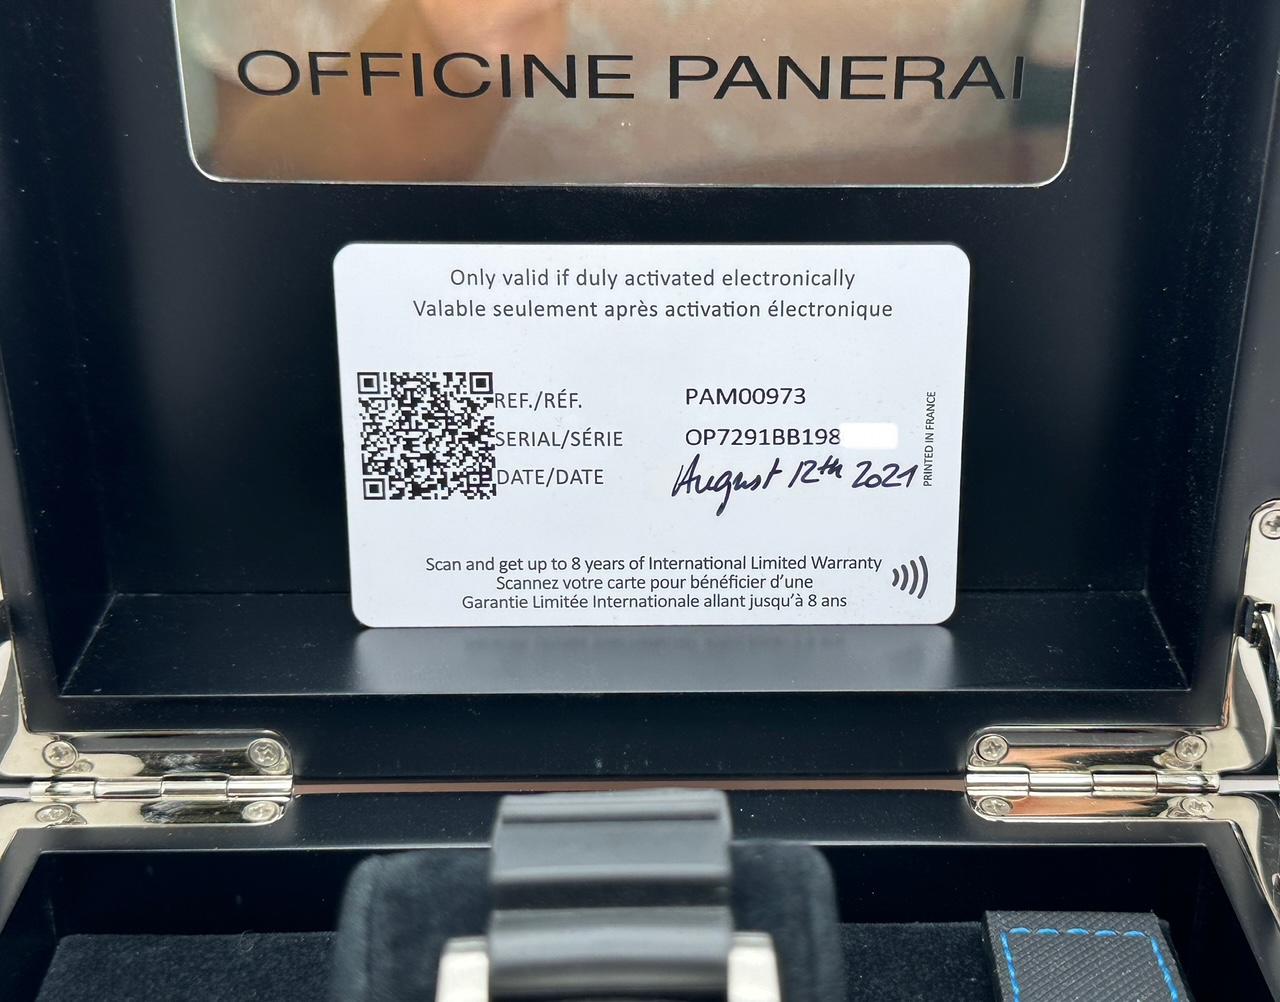 OFFICINE PANERAI
Only valid if duly activated electronically
Valable seulement après activation électronique
REF./RÉF. PAM00973
SERIAL/SÉRIE OP7291BB198
DATE/DATE August 12th 2021
PRINTED IN FRANCE
Scan and get up to 8 years of International Limited Warranty
Scannez votre carte pour bénéficier d'une
Garantie Limitée Internationale allant jusqu'à 8 ans